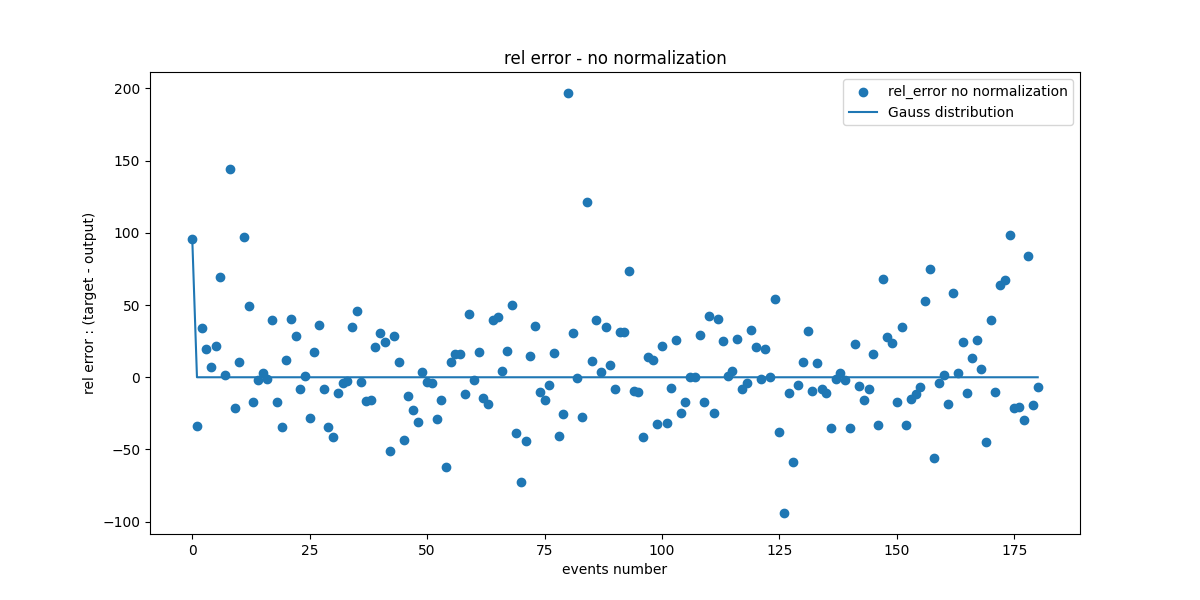 rel error - no normalization
rel_error no normalization
Gauss distribution
200
150
100
50
0
−50
−100
rel error : (target - output)
0 25 50 75 100 125 150 175
events number